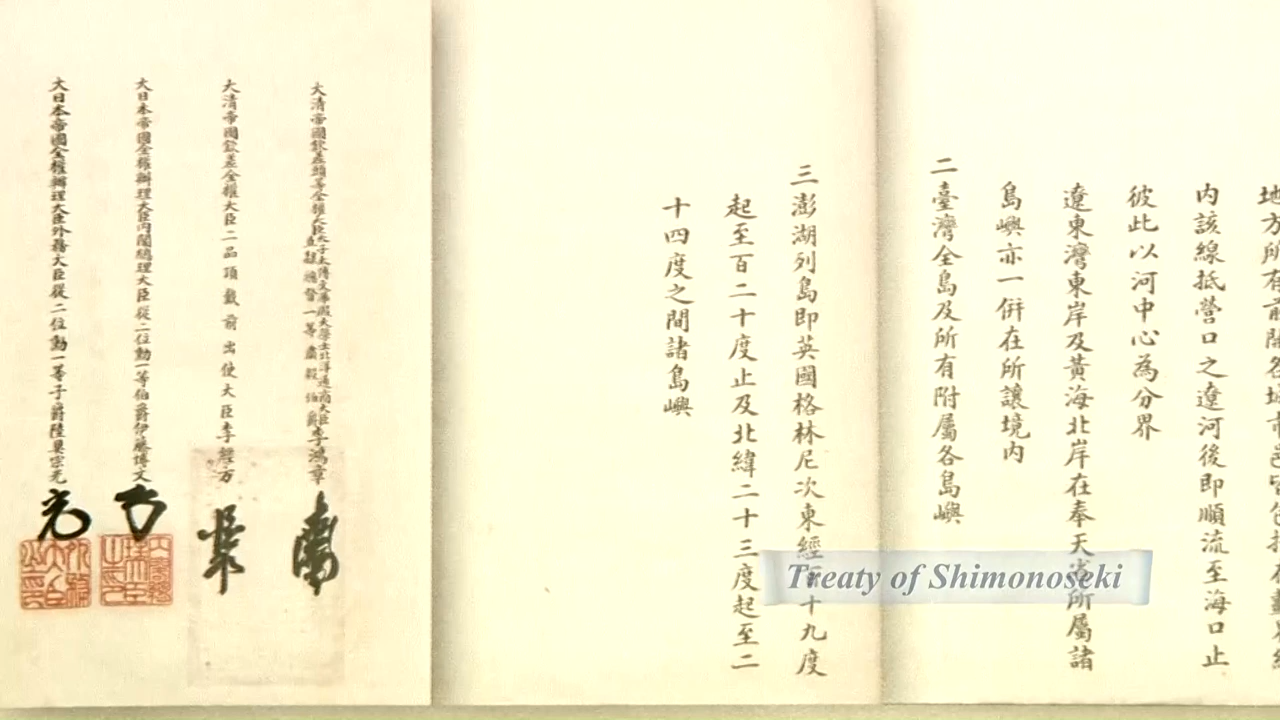 地方所有前開各城市邑皆包括在劃界線
內該線抵營口之遼河後即順流至海口止
彼此以河中心為分界
遼東灣東岸及黃海北岸在奉天省所屬諸
島嶼亦一併在所讓境內
二臺灣全島及所有附屬各島嶼
三澎湖列島即英國格林尼次東經百十九度
起至百二十度止及北緯二十三度起至二
十四度之間諸島嶼
大清帝國欽差頭等全權大臣太子太傅文華殿大學士北洋通商大臣直隸總督一等肅毅伯爵李鴻章
大清帝國欽差全權大臣二品頂戴前出使大臣李經方
大日本帝國全權辦理大臣內閣總理大臣從二位勳一等伯爵伊藤博文
大日本帝國全權辦理大臣外務大臣從二位勳一等子爵陸奧宗光
Treaty of Shimonoseki